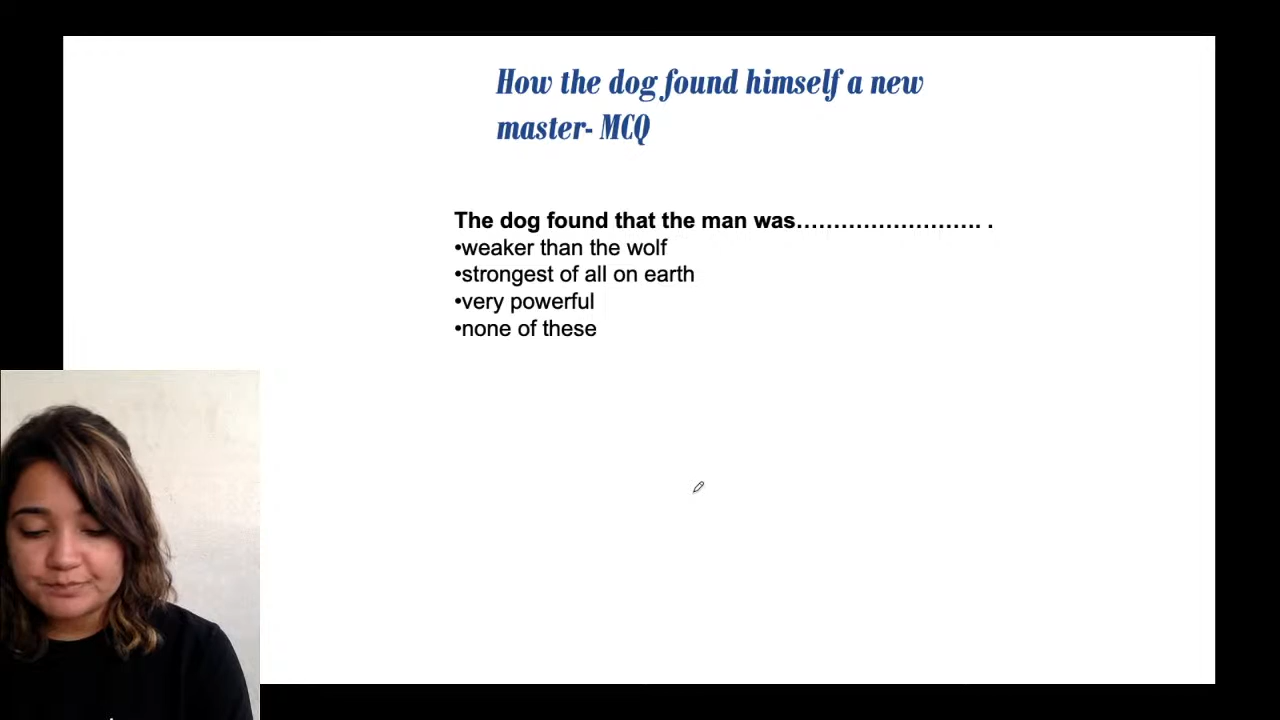 How the dog found himself a new
master- MCQ
The dog found that the man was……………………. .
•weaker than the wolf
•strongest of all on earth
•very powerful
•none of these